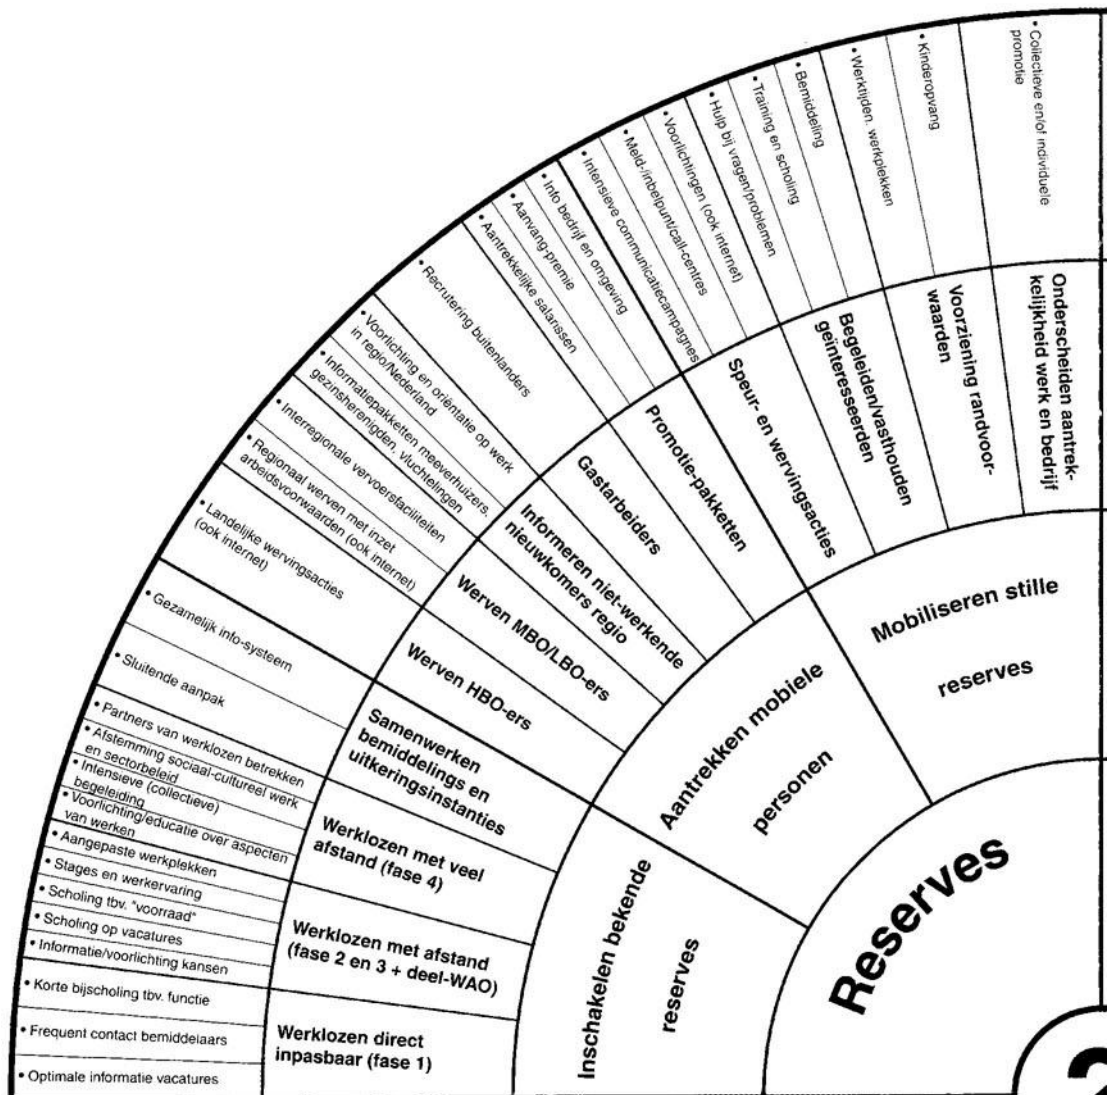 • Collectieve en/of individuele
promotie
• Kinderopvang
• Werktijden, werkplekken
• Bemiddeling
• Training en scholing
• Hulp bij vragen/problemen
• Voorlichtingen (ook internet)
• Meld-/inbelpunt/call-centres
• Intensieve communicatiecampagnes
• Info bedrijf en omgeving
• Aanvang-premie
• Aantrekkelijke salarissen
• Recrutering buitenlanders
• Voorlichting en oriëntatie op werk
in regio/Nederland
• Informatiepakketten meeverhuizers,
gezinsherenigden, vluchtelingen
• Interregionale vervoersfaciliteiten
• Regionaal werven met inzet
arbeidsvoorwaarden (ook internet)
• Landelijke wervingsacties
(ook internet)
• Gezamelijk info-systeem
• Sluitende aanpak
• Partners van werklozen betrekken
• Afstemming sociaal-cultureel werk
en sectorbeleid
• Intensieve (collectieve)
begeleiding
• Voorlichting/educatie over aspecten
van werken
• Aangepaste werkplekken
• Stages en werkervaring
• Scholing tbv. "voorraad"
• Scholing op vacatures
• Informatie/voorlichting kansen
• Korte bijscholing tbv. functie
• Frequent contact bemiddelaars
• Optimale informatie vacatures
Onderscheiden aantrek-
kelijkheid werk en bedrijf
Voorziening randvoor-
waarden
Begeleiden/vasthouden
geïnteresseerden
Speur- en wervingsacties
Promotie-pakketten
Gastarbeiders
Informeren niet-werkende
nieuwkomers regio
Werven MBO/LBO-ers
Werven HBO-ers
Samenwerken
bemiddelings en
uitkeringsinstanties
Werklozen met veel
afstand (fase 4)
Werklozen met afstand
(fase 2 en 3 + deel-WAO)
Werklozen direct
inpasbaar (fase 1)
Mobiliseren stille
reserves
Aantrekken mobiele
personen
Inschakelen bekende
reserves
Reserves
2